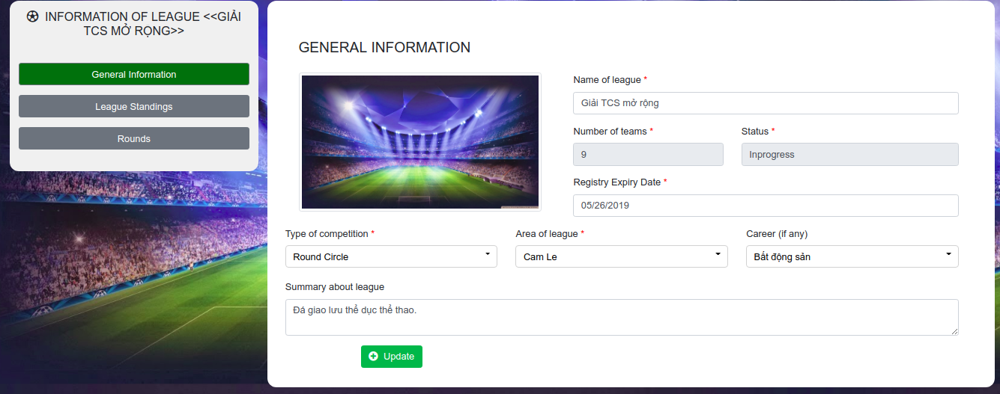 INFORMATION OF LEAGUE <<GIẢI
TCS MỞ RỘNG>>
General Information
League Standings
Rounds
GENERAL INFORMATION
Name of league *
Giải TCS mở rộng
Number of teams *
Status *
9
Inprogress
Registry Expiry Date *
05/26/2019
Type of competition *
Area of league *
Career (if any)
Round Circle
Cam Le
Bất động sản
Summary about league
Đá giao lưu thể dục thể thao.
Update